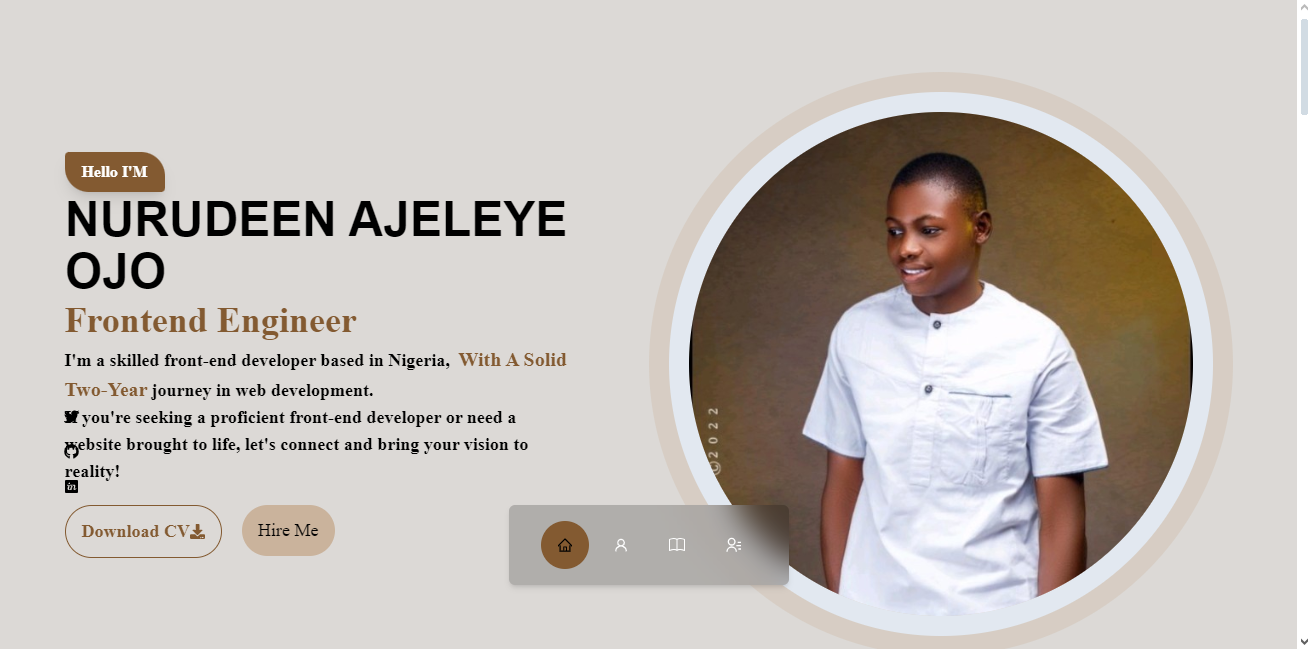 Hello I'M
NURUDEEN AJELEYE
OJO
Frontend Engineer
I'm a skilled front-end developer based in Nigeria, With A Solid
Two-Year journey in web development.
you're seeking a proficient front-end developer or need a
website brought to life, let's connect and bring your vision to
reality!
in
Download CV
Hire Me
©2022